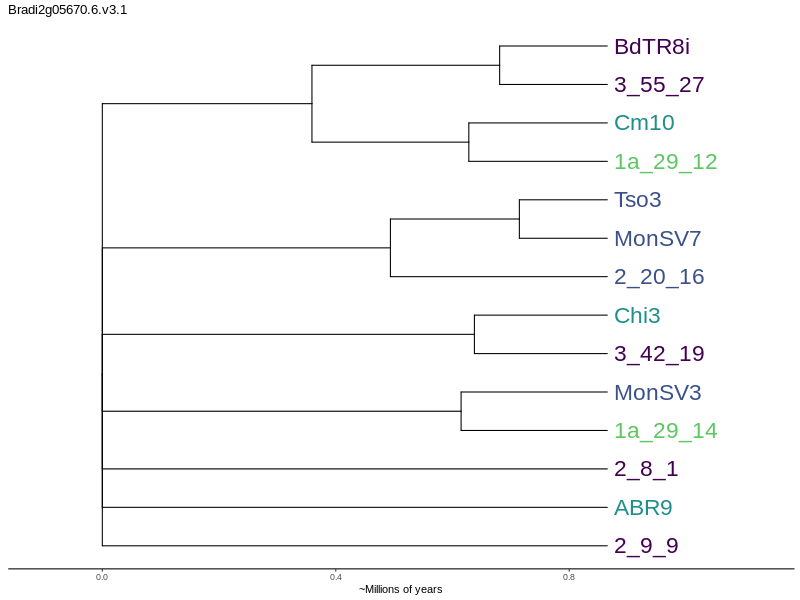 Bradi2g05670.6.v3.1
BdTR8i
3_55_27
Cm10
1a_29_12
Tso3
MonSV7
2_20_16
Chi3
3_42_19
MonSV3
1a_29_14
2_8_1
ABR9
2_9_9
0.0 0.4 0.8
~Millions of years